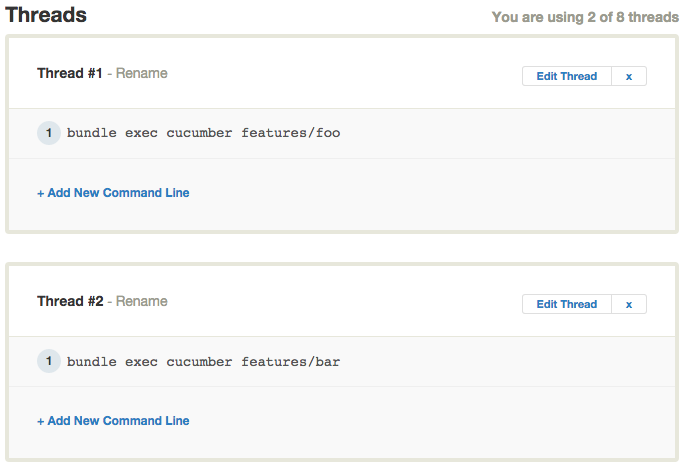 Threads
You are using 2 of 8 threads
Thread #1 - Rename
Edit Thread x
1 bundle exec cucumber features/foo
+ Add New Command Line
Thread #2 - Rename
Edit Thread x
1 bundle exec cucumber features/bar
+ Add New Command Line